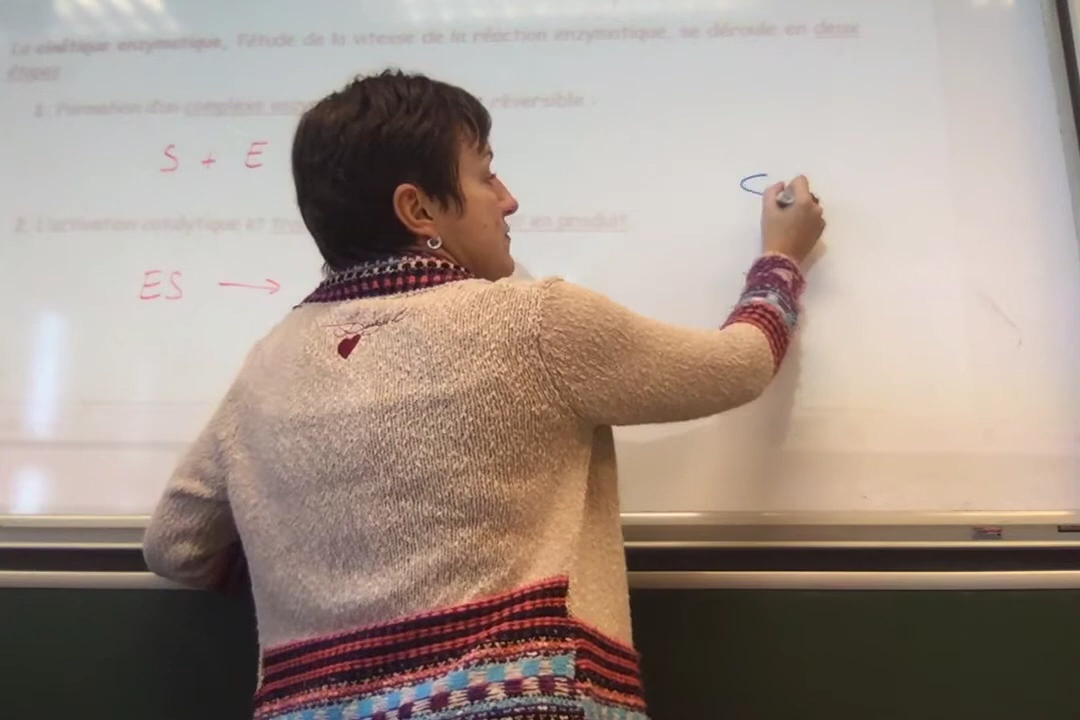 La cinétique enzymatique, l'étude de la vitesse de la réaction enzymatique, se déroule en deux
étapes
1. Formation d'un complexe réversible :
S + E
2. L'activation catalytique et en produit
ES →